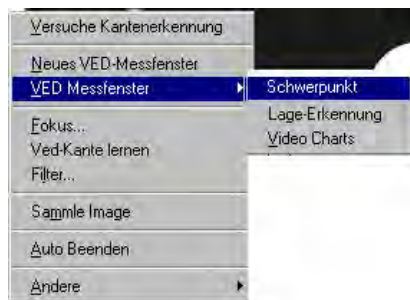 Versuche Kantenerkennung
Neues VED-Messfenster
VED Messfenster
Fokus...
Ved-Kante lernen
Filter...
Sammle Image
Auto Beenden
Andere
Schwerpunkt
Lage-Erkennung
Video Charts